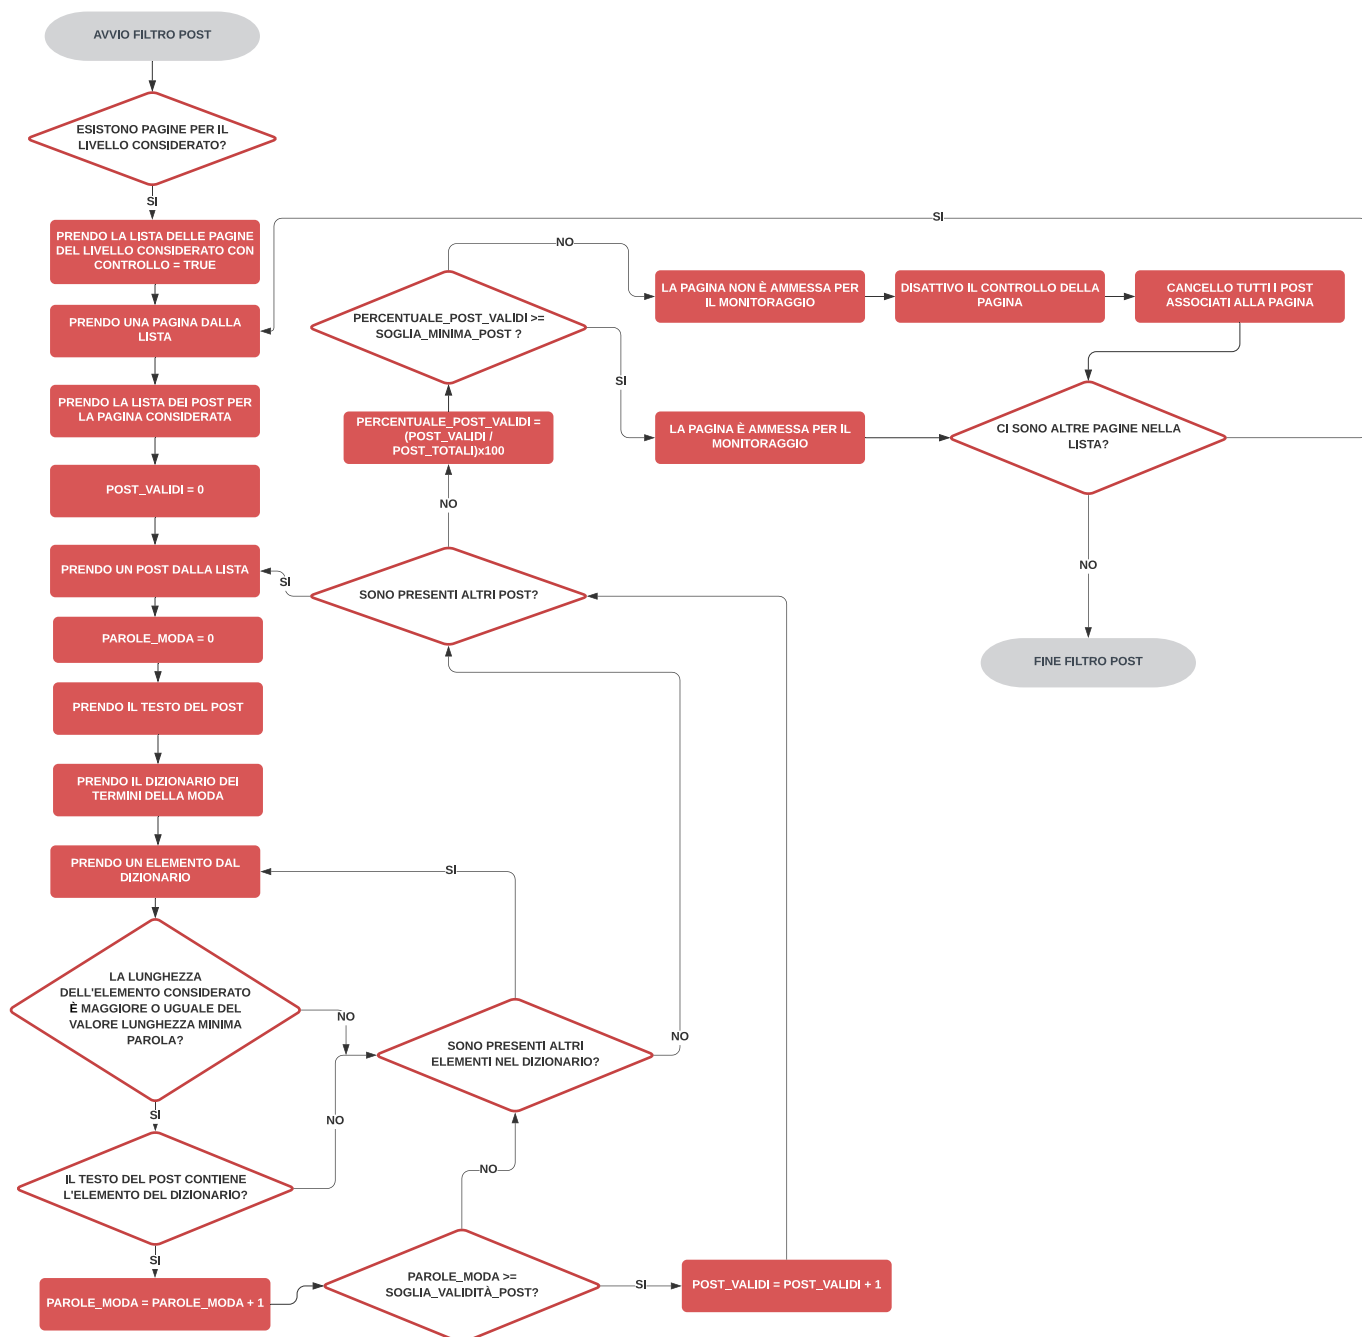 AVVIO FILTRO POST
ESISTONO PAGINE PER IL
LIVELLO CONSIDERATO?
SI
PRENDO LA LISTA DELLE PAGINE
DEL LIVELLO CONSIDERATO CON
CONTROLLO = TRUE
PRENDO UNA PAGINA DALLA
LISTA
PRENDO LA LISTA DEI POST PER
LA PAGINA CONSIDERATA
POST_VALIDI = 0
PRENDO UN POST DALLA LISTA
PAROLE_MODA = 0
PRENDO IL TESTO DEL POST
PRENDO IL DIZIONARIO DEI
TERMINI DELLA MODA
PRENDO UN ELEMENTO DAL
DIZIONARIO
LA LUNGHEZZA
DELL'ELEMENTO CONSIDERATO
È MAGGIORE O UGUALE DEL
VALORE LUNGHEZZA MINIMA
PAROLA?
NO
SI
IL TESTO DEL POST CONTIENE
L'ELEMENTO DEL DIZIONARIO?
NO
SI
PAROLE_MODA = PAROLE_MODA + 1
PAROLE_MODA >=
SOGLIA_VALIDITÀ_POST?
NO
SI
POST_VALIDI = POST_VALIDI + 1
SONO PRESENTI ALTRI
ELEMENTI NEL DIZIONARIO?
SI
NO
SONO PRESENTI ALTRI POST?
SI
NO
PERCENTUALE_POST_VALIDI =
(POST_VALIDI /
POST_TOTALI)x100
PERCENTUALE_POST_VALIDI >=
SOGLIA_MINIMA_POST ?
NO
SI
LA PAGINA NON È AMMESSA PER
IL MONITORAGGIO
DISATTIVO IL CONTROLLO DELLA
PAGINA
CANCELLO TUTTI I POST
ASSOCIATI ALLA PAGINA
LA PAGINA È AMMESSA PER IL
MONITORAGGIO
CI SONO ALTRE PAGINE NELLA
LISTA?
SI
NO
FINE FILTRO POST